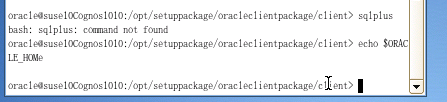 oracle@suse10Cognos1010:/opt/setuppackage/oracleclientpackage/client> sqlplus
bash: sqlplus: command not found
oracle@suse10Cognos1010:/opt/setuppackage/oracleclientpackage/client> echo $ORAC
LE_HOMe

oracle@suse10Cognos1010:/opt/setuppackage/oracleclientpackage/client>